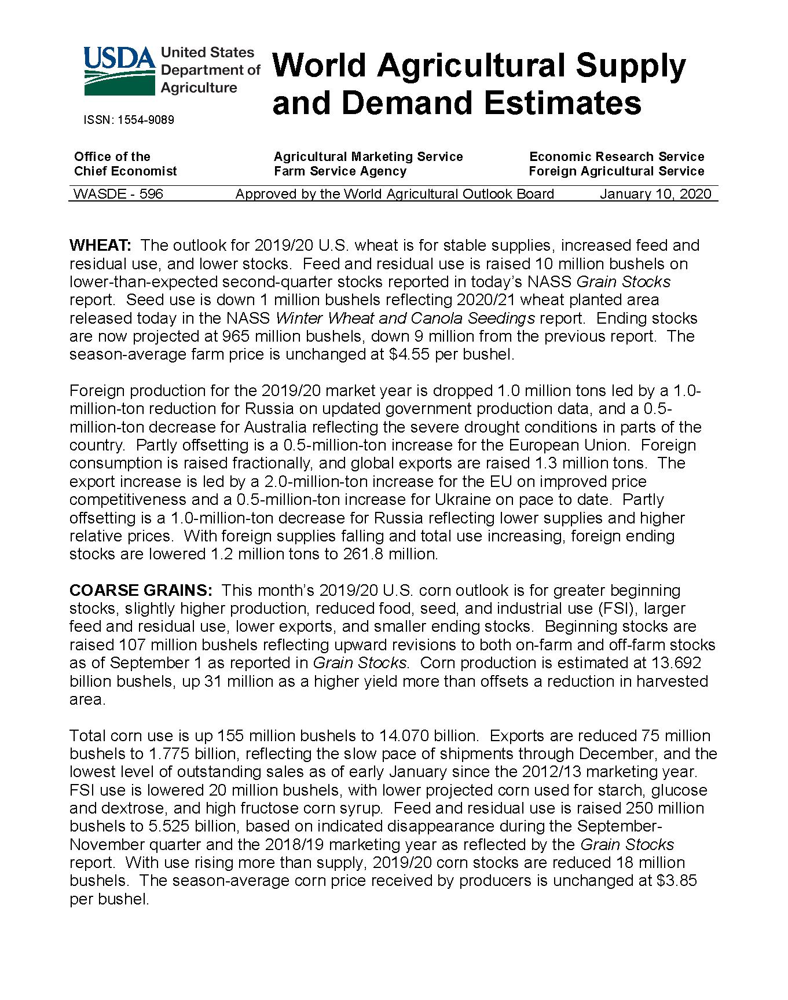 USDA United States
Department of
Agriculture
World Agricultural Supply
and Demand Estimates
ISSN: 1554-9089
Office of the
Chief Economist
Agricultural Marketing Service
Farm Service Agency
Economic Research Service
Foreign Agricultural Service
WASDE - 596 Approved by the World Agricultural Outlook Board January 10, 2020
WHEAT: The outlook for 2019/20 U.S. wheat is for stable supplies, increased feed and
residual use, and lower stocks. Feed and residual use is raised 10 million bushels on
lower-than-expected second-quarter stocks reported in today’s NASS Grain Stocks
report. Seed use is down 1 million bushels reflecting 2020/21 wheat planted area
released today in the NASS Winter Wheat and Canola Seedings report. Ending stocks
are now projected at 965 million bushels, down 9 million from the previous report. The
season-average farm price is unchanged at $4.55 per bushel.
Foreign production for the 2019/20 market year is dropped 1.0 million tons led by a 1.0-
million-ton reduction for Russia on updated government production data, and a 0.5-
million-ton decrease for Australia reflecting the severe drought conditions in parts of the
country. Partly offsetting is a 0.5-million-ton increase for the European Union. Foreign
consumption is raised fractionally, and global exports are raised 1.3 million tons. The
export increase is led by a 2.0-million-ton increase for the EU on improved price
competitiveness and a 0.5-million-ton increase for Ukraine on pace to date. Partly
offsetting is a 1.0-million-ton decrease for Russia reflecting lower supplies and higher
relative prices. With foreign supplies falling and total use increasing, foreign ending
stocks are lowered 1.2 million tons to 261.8 million.
COARSE GRAINS: This month’s 2019/20 U.S. corn outlook is for greater beginning
stocks, slightly higher production, reduced food, seed, and industrial use (FSI), larger
feed and residual use, lower exports, and smaller ending stocks. Beginning stocks are
raised 107 million bushels reflecting upward revisions to both on-farm and off-farm stocks
as of September 1 as reported in Grain Stocks. Corn production is estimated at 13.692
billion bushels, up 31 million as a higher yield more than offsets a reduction in harvested
area.
Total corn use is up 155 million bushels to 14.070 billion. Exports are reduced 75 million
bushels to 1.775 billion, reflecting the slow pace of shipments through December, and the
lowest level of outstanding sales as of early January since the 2012/13 marketing year.
FSI use is lowered 20 million bushels, with lower projected corn used for starch, glucose
and dextrose, and high fructose corn syrup. Feed and residual use is raised 250 million
bushels to 5.525 billion, based on indicated disappearance during the September-
November quarter and the 2018/19 marketing year as reflected by the Grain Stocks
report. With use rising more than supply, 2019/20 corn stocks are reduced 18 million
bushels. The season-average corn price received by producers is unchanged at $3.85
per bushel.